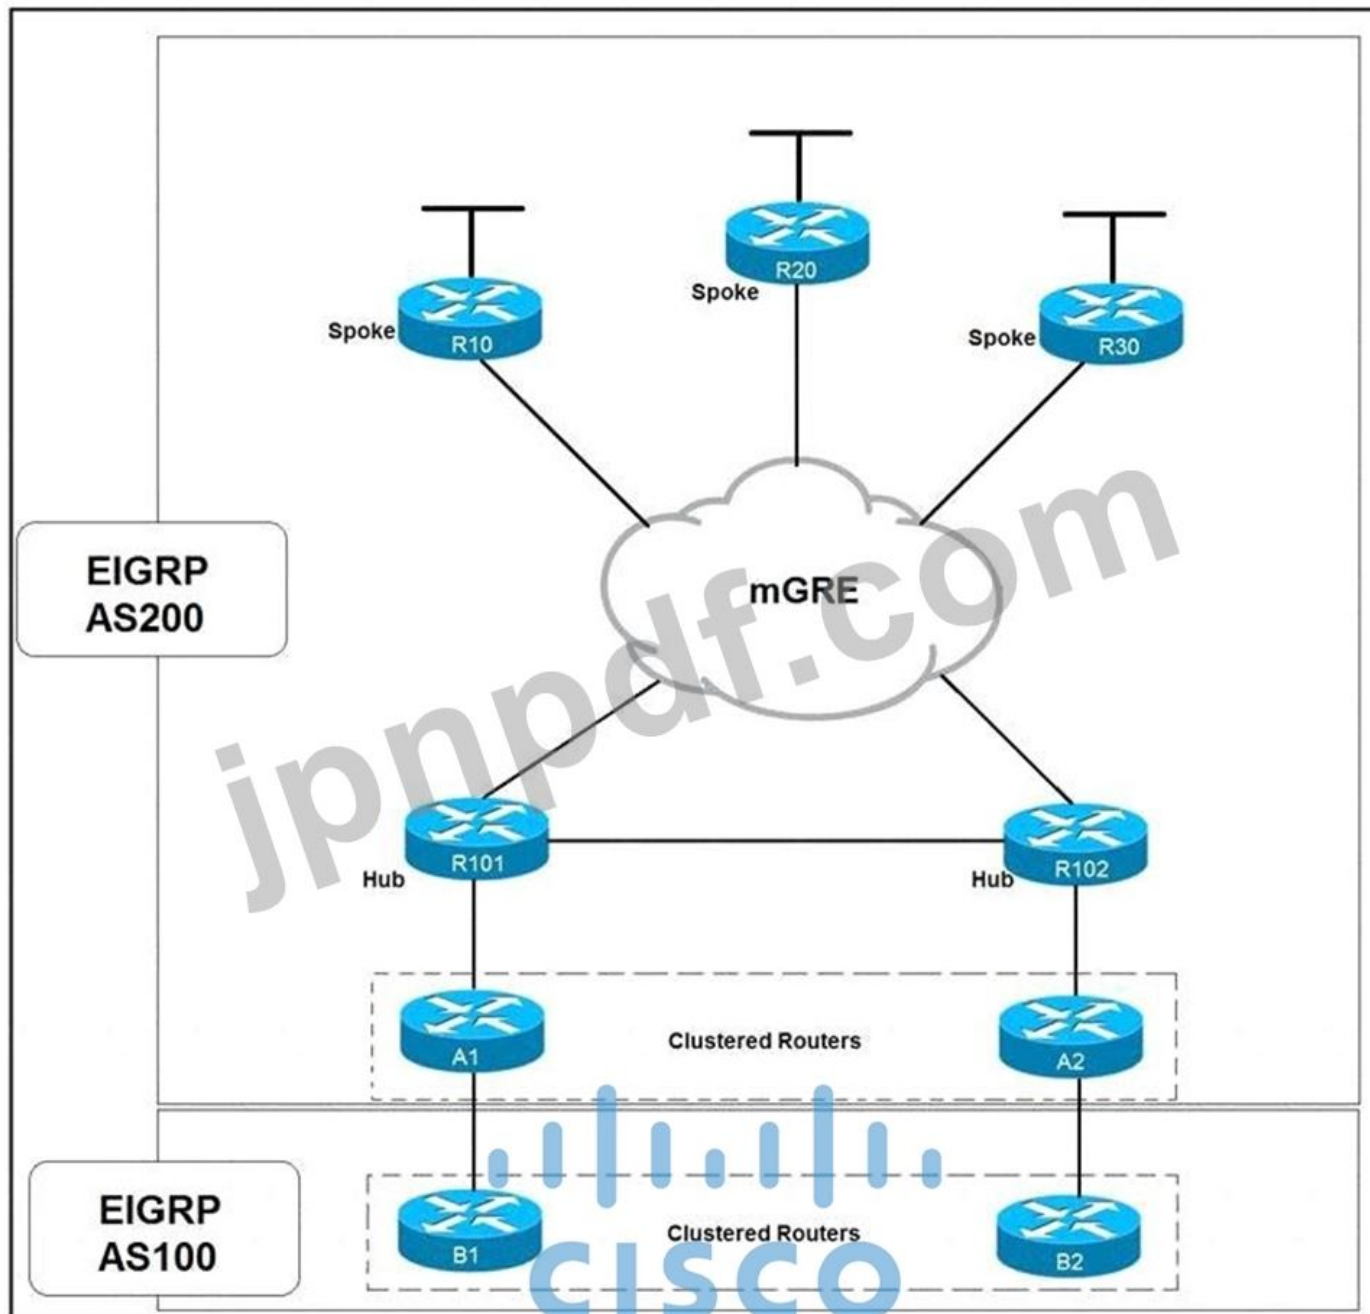 R20
Spoke
R10
Spoke
R30
Spoke
EIGRP
AS200
mGRE
jpnpdf.com
R101
Hub
R102
Hub
A1
Clustered Routers
A2
EIGRP
AS100
B1
Clustered Routers
B2
CISCO